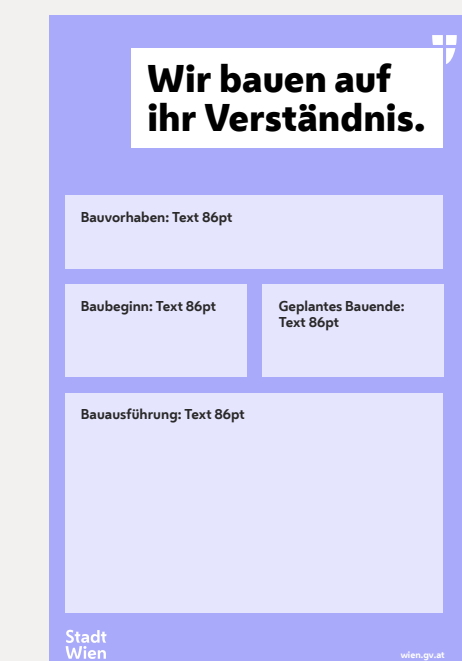 Wir bauen auf
ihr Verständnis.
Bauvorhaben: Text 86pt
Baubeginn: Text 86pt
Geplantes Bauende:
Text 86pt
Bauausführung: Text 86pt
Stadt
Wien
wien.gv.at